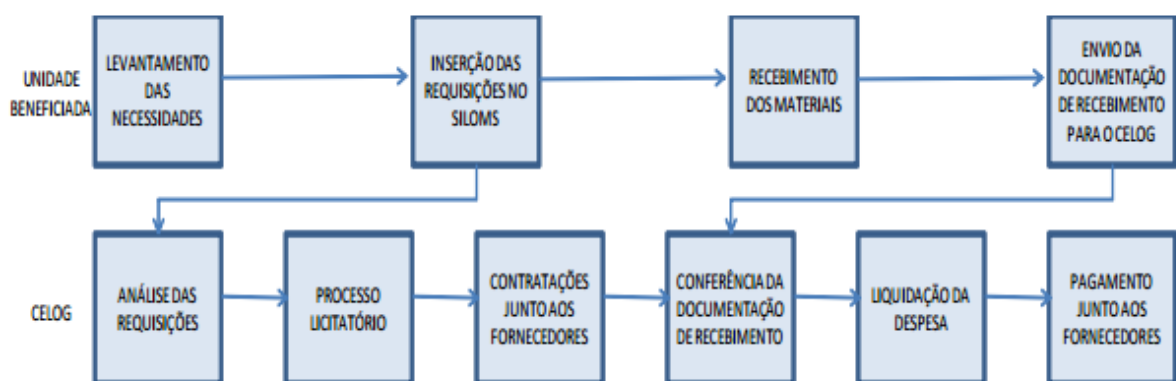 UNIDADE
BENEFICIADA
LEVANTAMENTO
DAS
NECESSIDADES
INSERÇÃO DAS
REQUISIÇÕES NO
SILOMS
RECEBIMENTO
DOS MATERIAIS
ENVIO DA
DOCUMENTAÇÃO
DE RECEBIMENTO
PARA O CELOG
CELOG
ANÁLISE DAS
REQUISIÇÕES
PROCESSO
LICITATÓRIO
CONTRATAÇÕES
JUNTO AOS
FORNECEDORES
CONFERÊNCIA DA
DOCUMENTAÇÃO
DE RECEBIMENTO
LIQUIDAÇÃO DA
DESPESA
PAGAMENTO
JUNTO AOS
FORNECEDORES